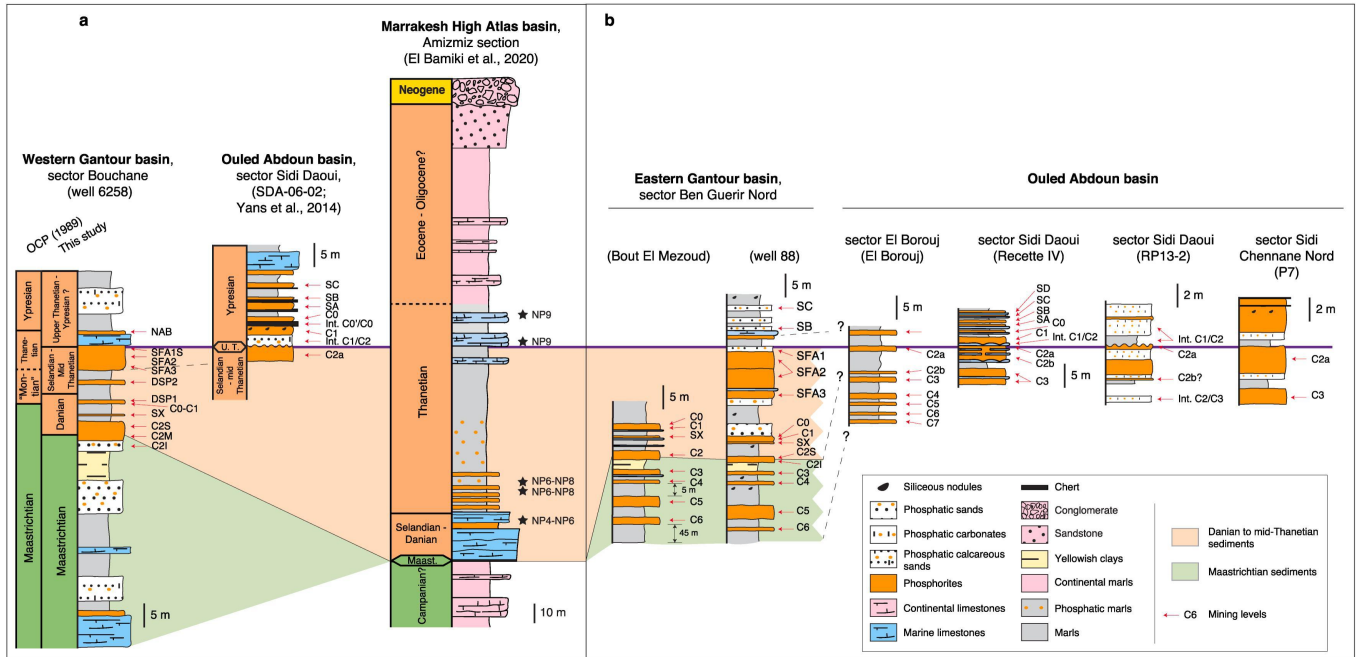 a
Western Gantour basin,
sector Bouchane
(well 6258)
OCP (1989)
This study
Ypresian
"Mon-
tian"
Thane-
tian
Maastrichtian
Upper Thanetian -
Ypresian ?
Selandian -
Mid
Thanetian
Danian
Maastrichtian
NAB
SFA1S
SFA2
SFA3
DSP2
DSP1
C0-C1
SX
C2S
C2M
C2I
5 m
Ouled Abdoun basin,
sector Sidi Daoui,
(SDA-06-02;
Yans et al., 2014)
5 m
Ypresian
U. T.
Selandian
- mid
Thanetian
SC
SB
SA
C0
Int. C0'/C0
C1
Int. C1/C2
C2a
Marrakesh High Atlas basin,
Amizmiz section
(El Bamiki et al., 2020)
Neogene
Eocene - Oligocene?
Thanetian
Selandian -
Danian
Maast.
Campanian?
NP9
NP9
NP6-NP8
NP6-NP8
NP4-NP6
10 m
b
Eastern Gantour basin,
sector Ben Guerir Nord
(Bout El Mezoud)
5 m
C0
C1
SX
C2
C3
C4
5 m
C5
C6
45 m
(well 88)
5 m
SC
SB
SFA1
SFA2
SFA3
C0
C1
SX
C2S
C2I
C3
C4
C5
C6
?
?
?
Ouled Abdoun basin
sector El Borouj
(El Borouj)
5 m
C2a
C2b
C3
C4
C5
C6
C7
sector Sidi Daoui
(Recette IV)
SD
SC
SB
SA
C0
C1
Int. C1/C2
C2a
C2b
C3
5 m
sector Sidi Daoui
(RP13-2)
2 m
Int. C1/C2
C2a
C2b?
Int. C2/C3
sector Sidi
Chennane Nord
(P7)
2 m
C2a
C3
Siliceous nodules
Phosphatic sands
Phosphatic carbonates
Phosphatic calcareous
sands
Phosphorites
Continental limestones
Marine limestones
Chert
Conglomerate
Sandstone
Yellowish clays
Continental marls
Phosphatic marls
Marls
Danian to mid-Thanetian
sediments
Maastrichtian sediments
C6
Mining levels